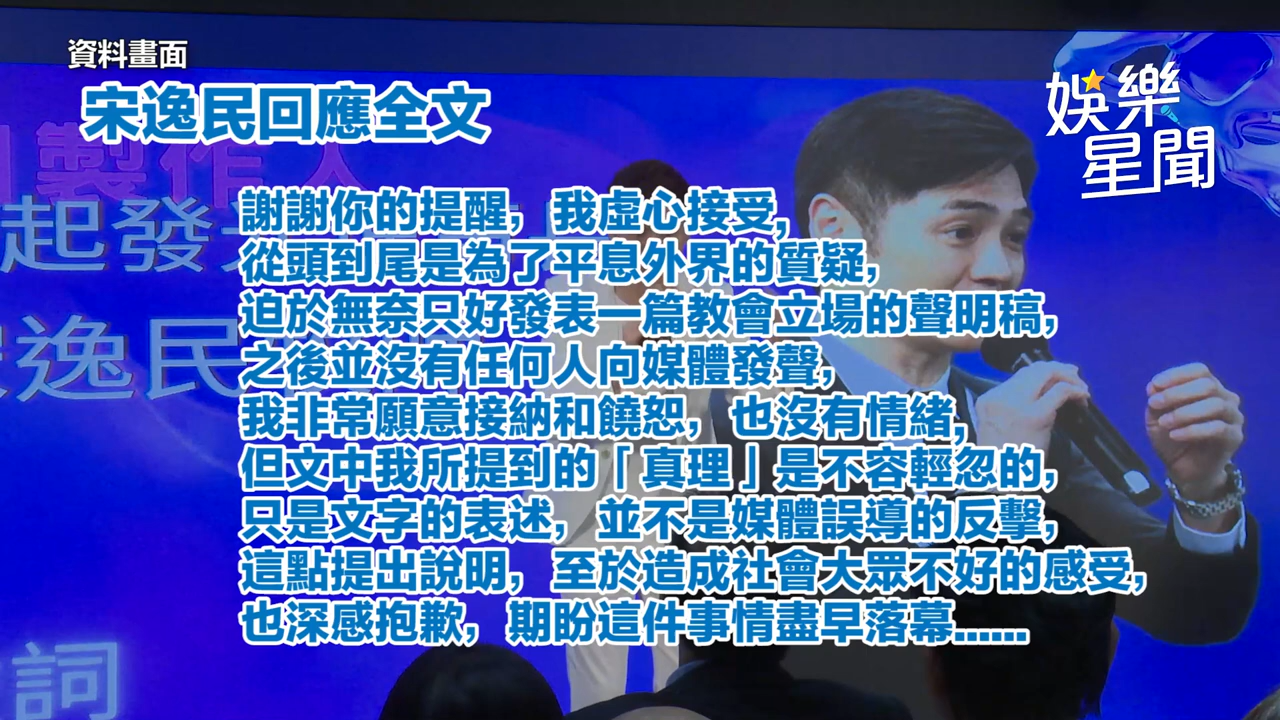 資料畫面
宋逸民回應全文
娛樂
星聞
製作人
起發
逸民
謝謝你的提醒，我虛心接受，
從頭到尾是為了平息外界的質疑，
迫於無奈只好發表一篇教會立場的聲明稿，
之後並沒有任何人向媒體發聲，
我非常願意接納和饒恕，也沒有情緒，
但文中我所提到的「真理」是不容輕忽的，
只是文字的表述，並不是媒體誤導的反擊，
這點提出說明，至於造成社會大眾不好的感受，
也深感抱歉，期盼這件事情盡早落幕......
詞